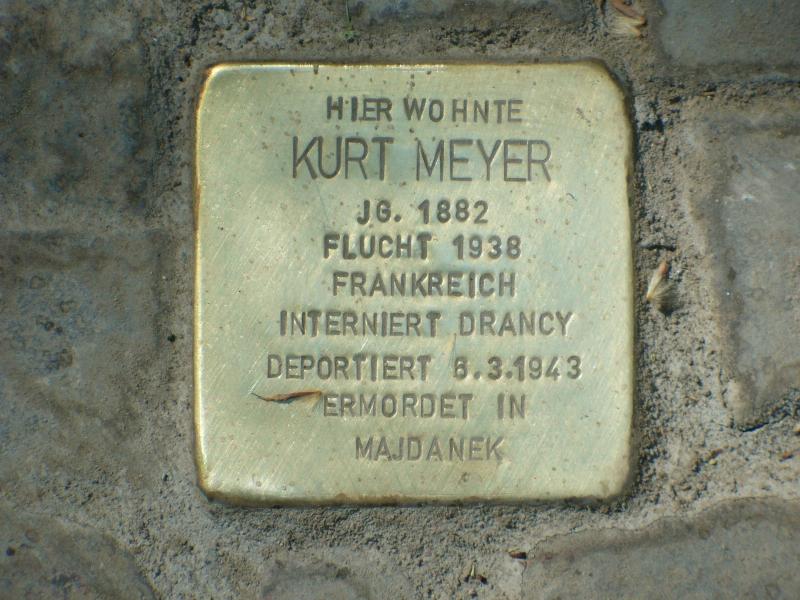 HIER WOHNTE
KURT MEYER
JG. 1882
FLUCHT 1938
FRANKREICH
INTERNIERT DRANCY
DEPORTIERT 6.3.1943
ERMORDET IN
MAJDANEK